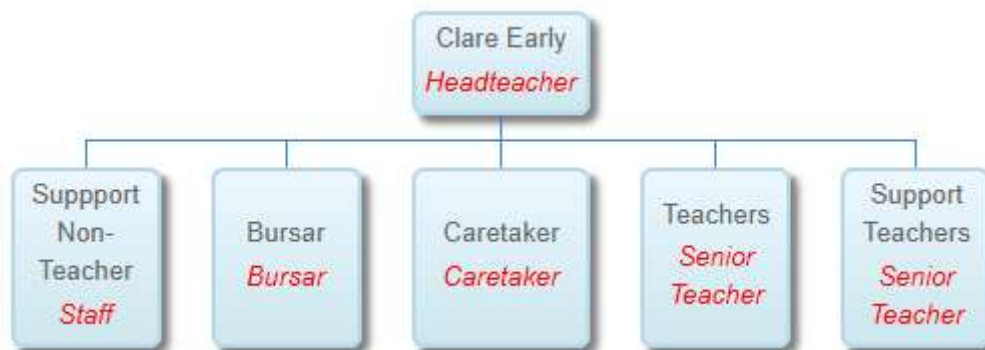 Clare Early
Headteacher
Suppport
Non-
Teacher
Staff
Bursar
Bursar
Caretaker
Caretaker
Teachers
Senior
Teacher
Support
Teachers
Senior
Teacher